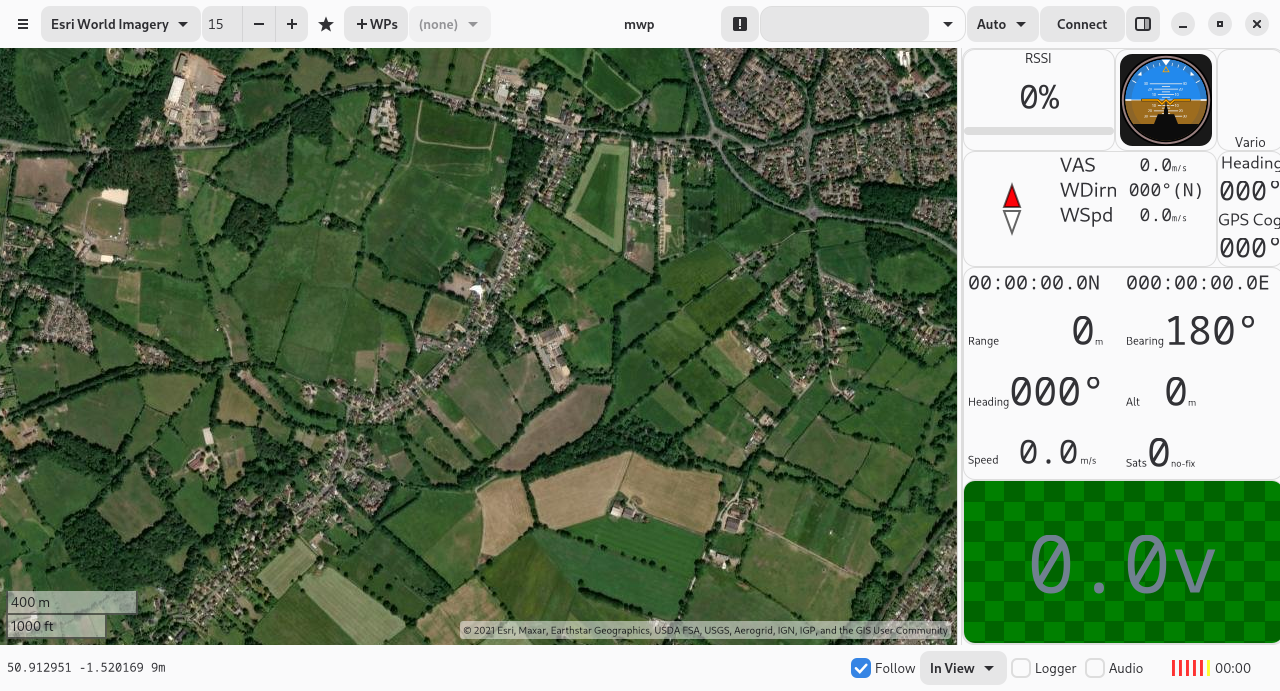 Esri World Imagery 15 − + ★ +WPs (none) mwp Auto Connect
RSSI
0%
Vario
VAS 0.0m/s
WDirn 000°(N)
WSpd 0.0m/s
Heading
000°
GPS Cog
000°
00:00:00.0N 000:00:00.0E
Range 0m Bearing 180°
Heading 000° Alt 0m
Speed 0.0m/s Sats 0no-fix
0.0v
400 m
1000 ft
© 2021 Esri, Maxar, Earthstar Geographics, USDA FSA, USGS, Aerogrid, IGN, IGP, and the GIS User Community
50.912951 -1.520169 9m
Follow In View Logger Audio 00:00